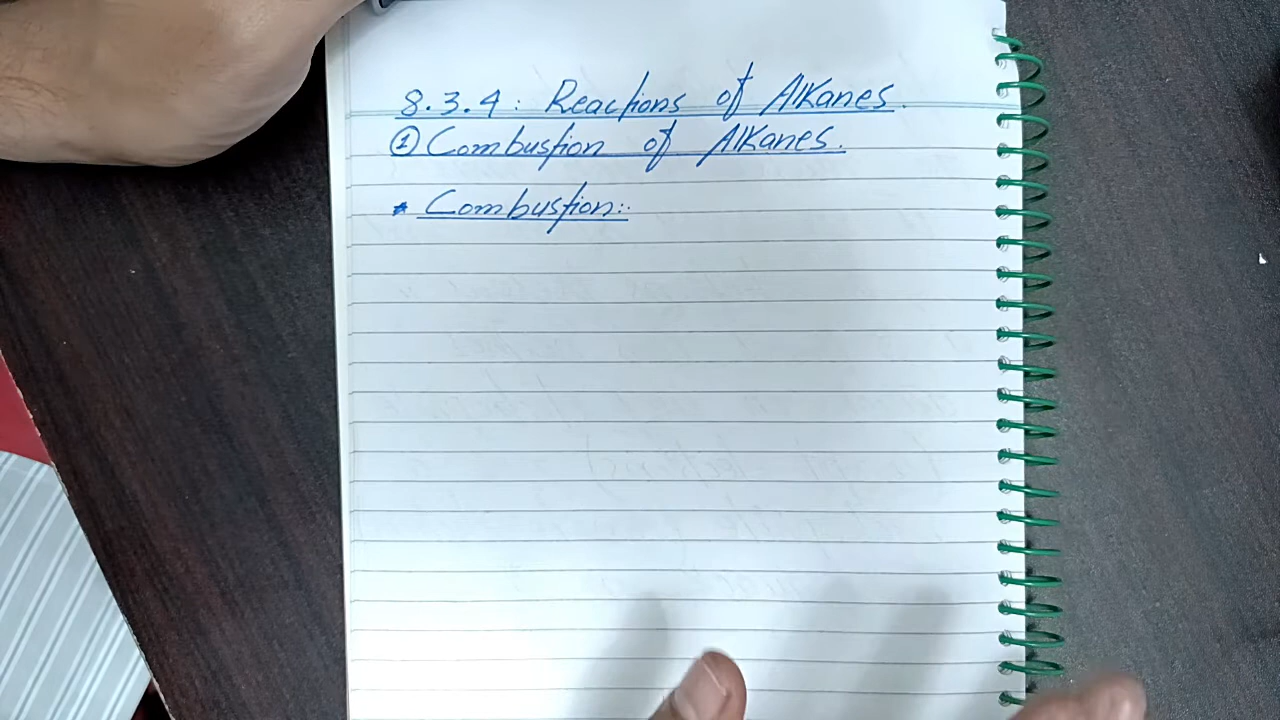 8.3.4: Reactions of Alkanes.
① Combustion of Alkanes.
* Combustion:.